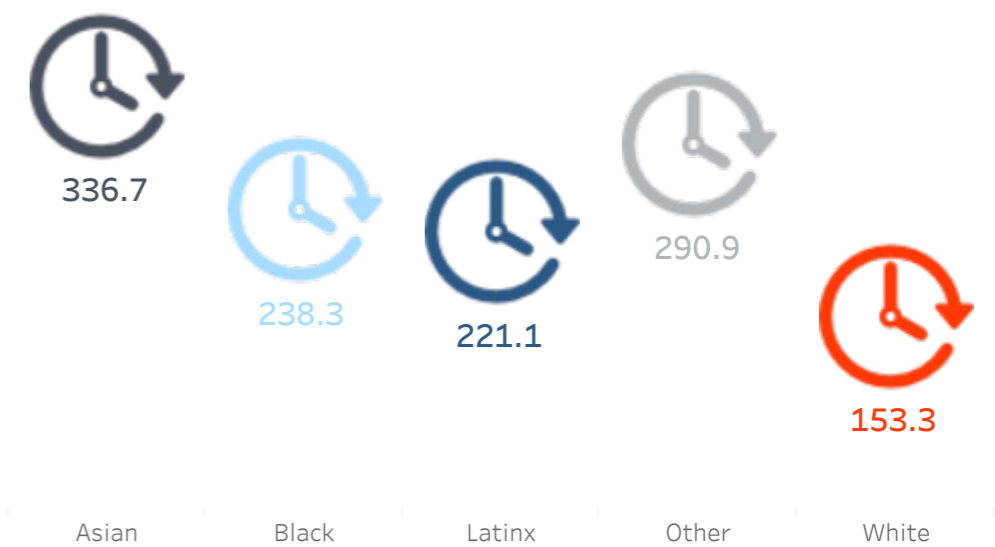 336.7
238.3
221.1
290.9
153.3
Asian
Black
Latinx
Other
White